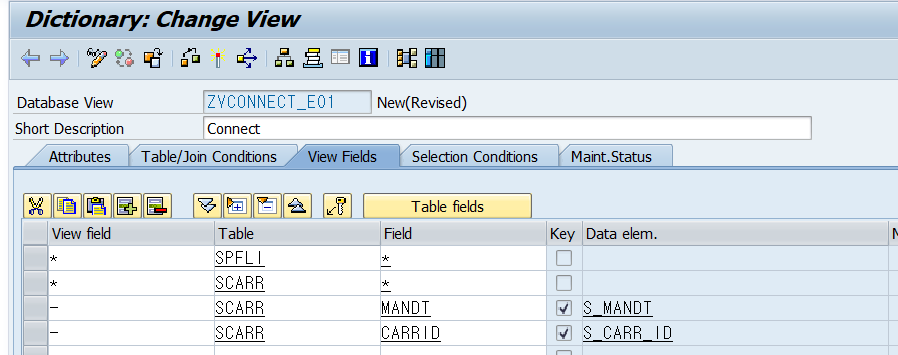 Dictionary: Change View
Database View ZYCONNECT_E01 New(Revised)
Short Description Connect
Attributes Table/Join Conditions View Fields Selection Conditions Maint.Status
Table fields
View field Table Field Key Data elem.
* SPFLI *
* SCARR *
- SCARR MANDT S_MANDT
- SCARR CARRID S_CARR_ID